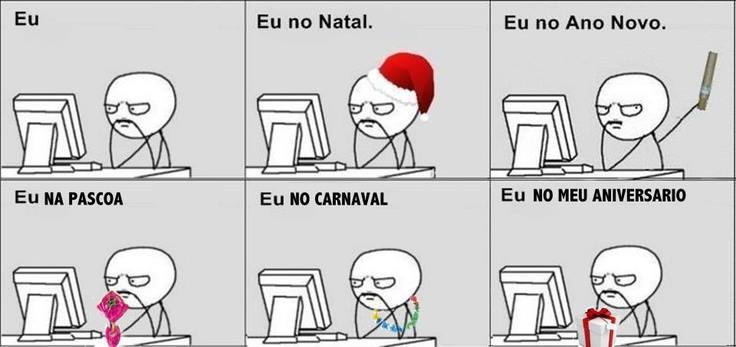 Eu
Eu no Natal.
Eu no Ano Novo.
Eu NA PASCOA
Eu NO CARNAVAL
Eu NO MEU ANIVERSARIO